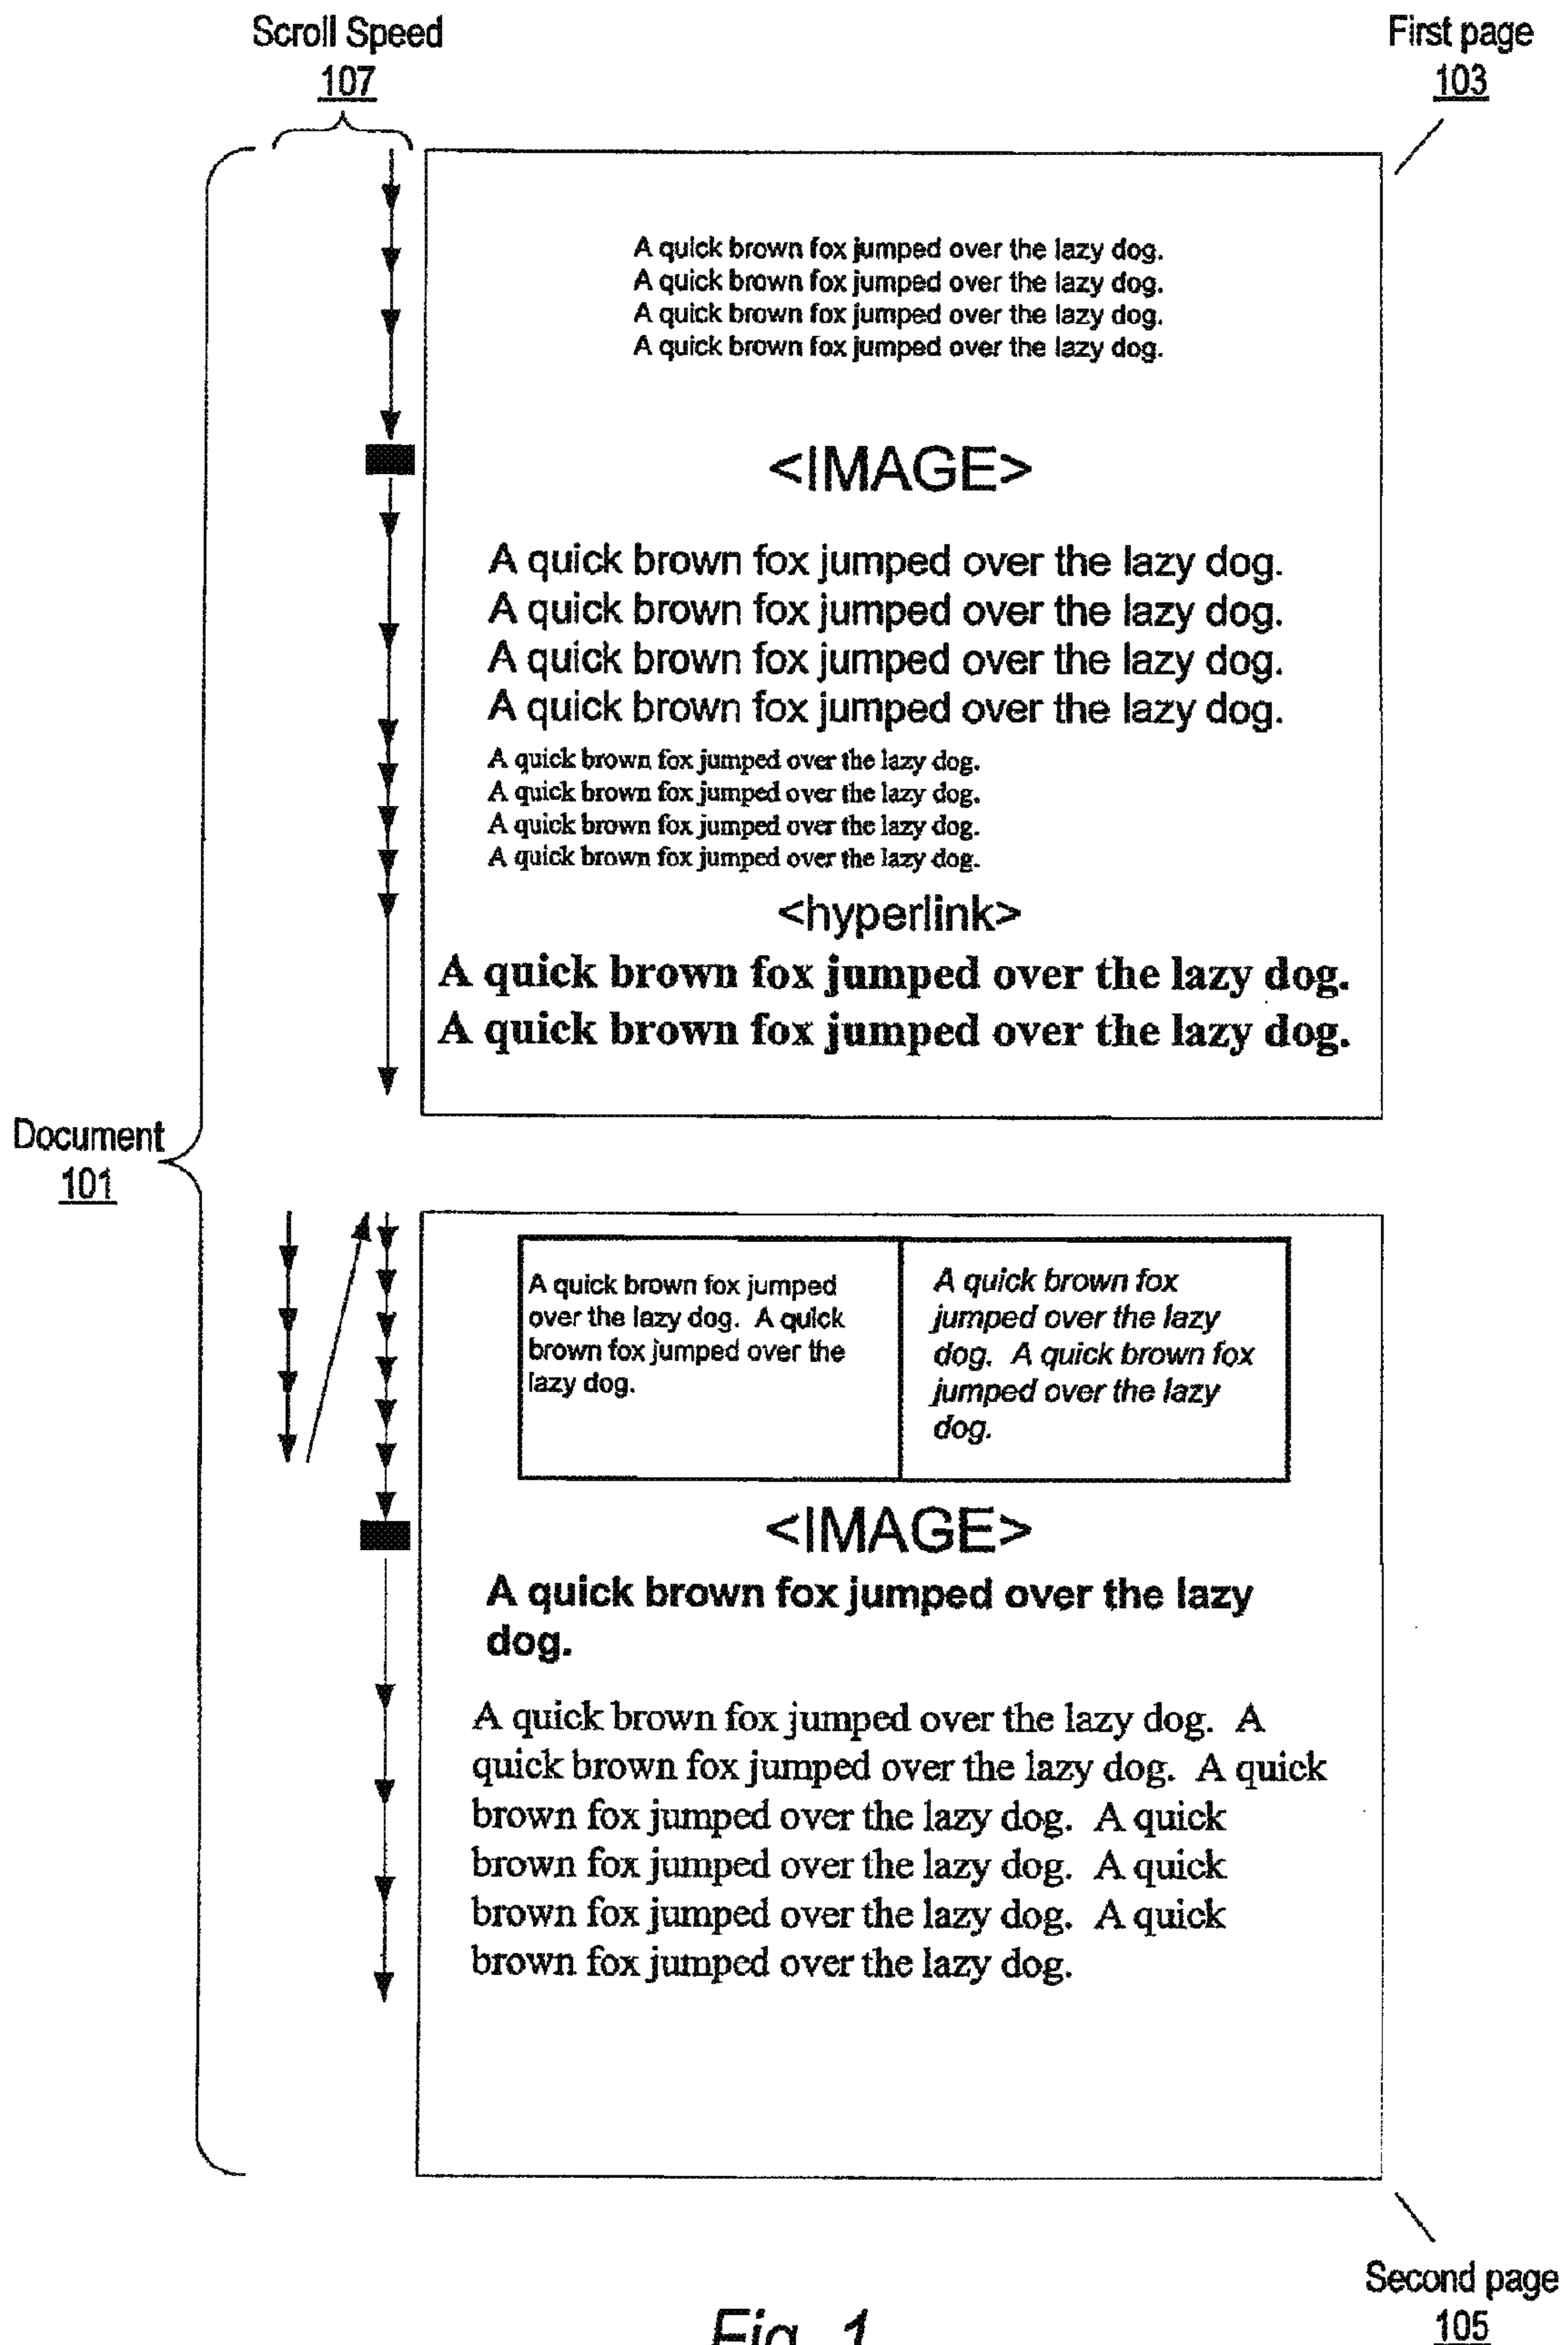 Scroll Speed
107
First page
103
A quick brown fox jumped over the lazy dog.
A quick brown fox jumped over the lazy dog.
A quick brown fox jumped over the lazy dog.
A quick brown fox jumped over the lazy dog.
<IMAGE>
A quick brown fox jumped over the lazy dog.
A quick brown fox jumped over the lazy dog.
A quick brown fox jumped over the lazy dog.
A quick brown fox jumped over the lazy dog.
A quick brown fox jumped over the lazy dog.
A quick brown fox jumped over the lazy dog.
A quick brown fox jumped over the lazy dog.
A quick brown fox jumped over the lazy dog.
<hyperlink>
A quick brown fox jumped over the lazy dog.
A quick brown fox jumped over the lazy dog.
Document
101
A quick brown fox jumped
over the lazy dog. A quick
brown fox jumped over the
lazy dog.
A quick brown fox
jumped over the lazy
dog. A quick brown fox
jumped over the lazy
dog.
<IMAGE>
A quick brown fox jumped over the lazy
dog.
A quick brown fox jumped over the lazy dog. A
quick brown fox jumped over the lazy dog. A quick
brown fox jumped over the lazy dog. A quick
brown fox jumped over the lazy dog. A quick
brown fox jumped over the lazy dog. A quick
brown fox jumped over the lazy dog.
Second page
105
Fig. 1